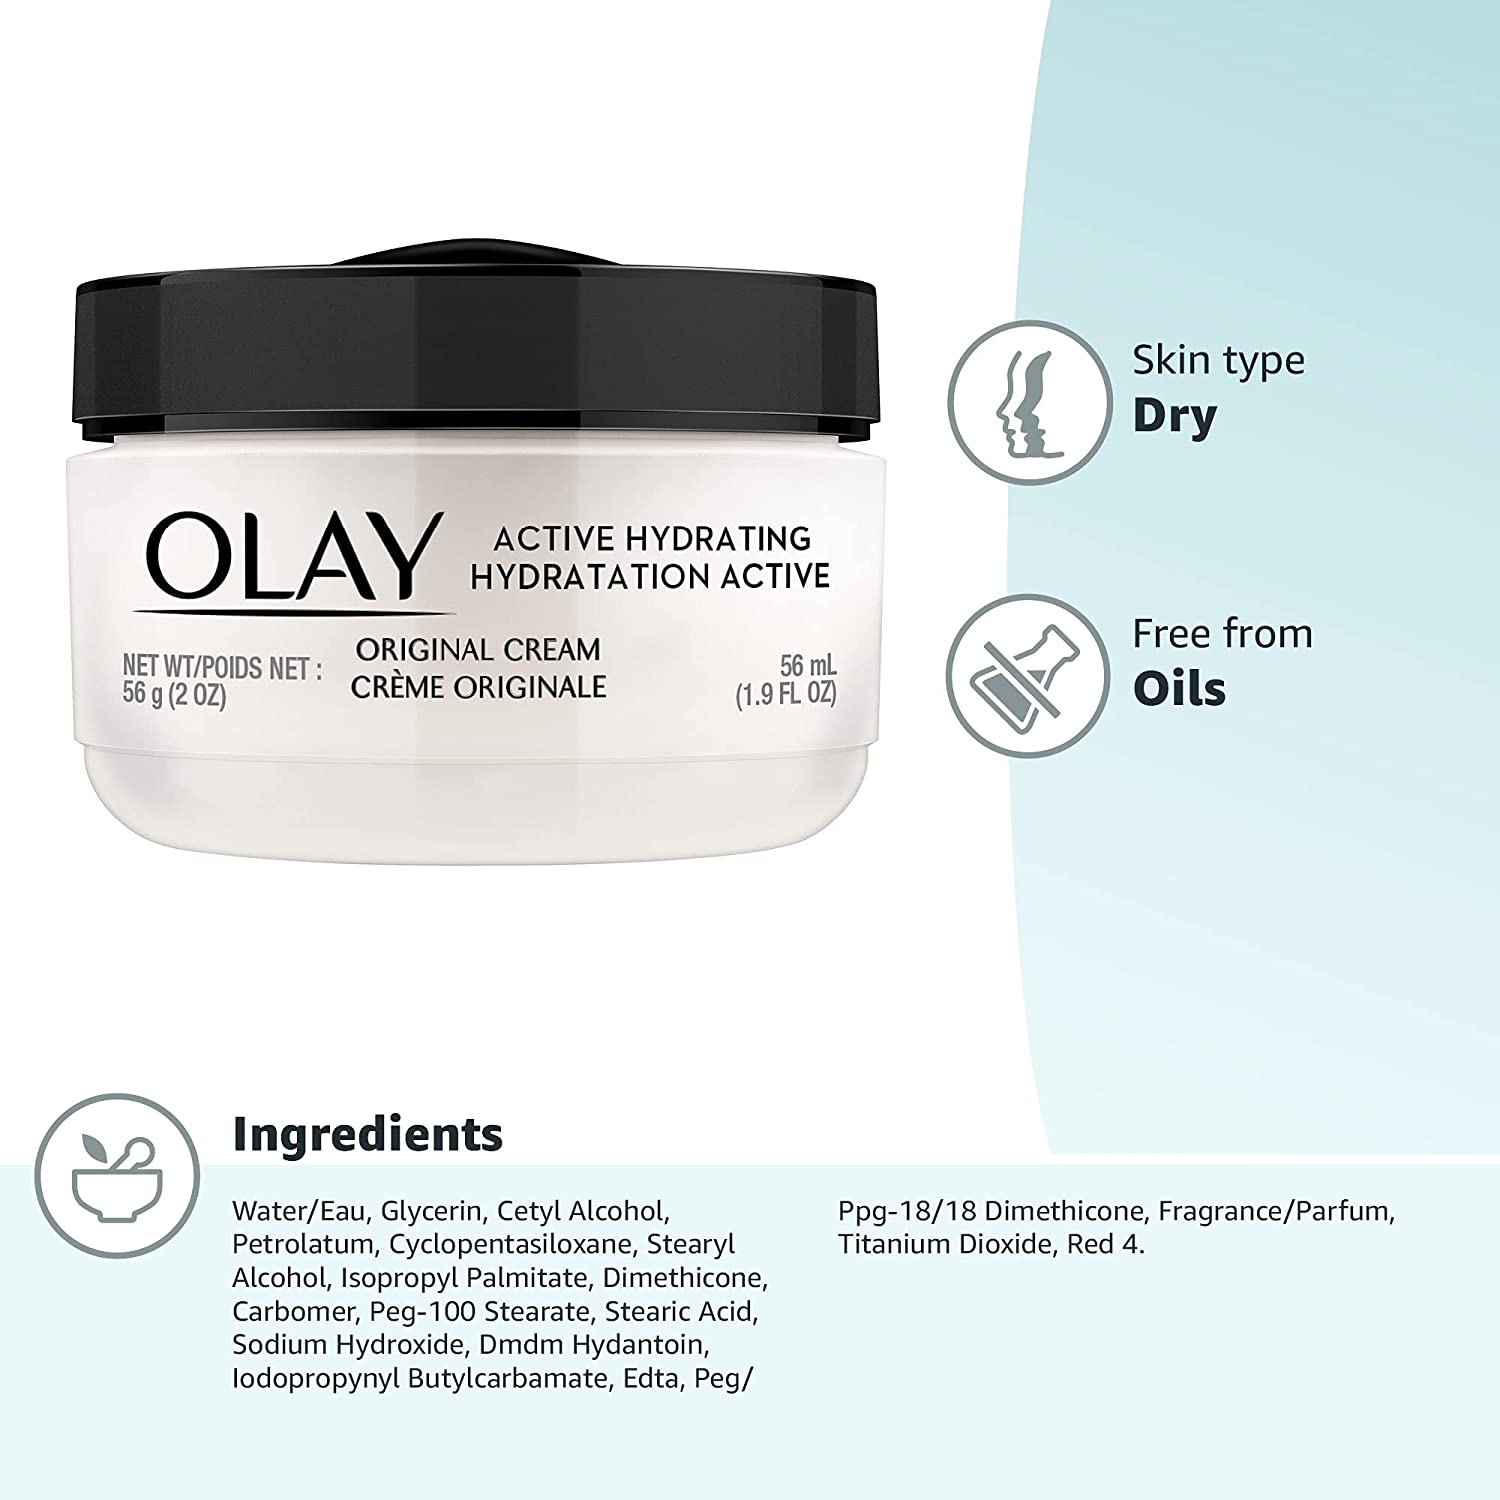 OLAY
ACTIVE HYDRATING
HYDRATATION ACTIVE
ORIGINAL CREAM
CRÈME ORIGINALE
NET WT/POIDS NET :
56 g (2 OZ)
56 mL
(1.9 FL OZ)
Skin type
Dry
Free from
Oils
Ingredients
Water/Eau, Glycerin, Cetyl Alcohol,
Petrolatum, Cyclopentasiloxane, Stearyl
Alcohol, Isopropyl Palmitate, Dimethicone,
Carbomer, Peg-100 Stearate, Stearic Acid,
Sodium Hydroxide, Dmdm Hydantoin,
Iodopropynyl Butylcarbamate, Edta, Peg/
Ppg-18/18 Dimethicone, Fragrance/Parfum,
Titanium Dioxide, Red 4.